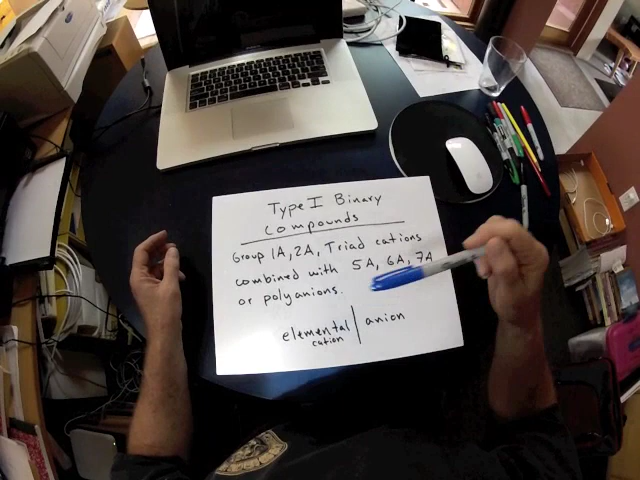 Type I Binary
Compounds
Group 1A, 2A, Triad cations
combined with 5A, 6A, 7A
or polyanions.
elemental | anion
cation